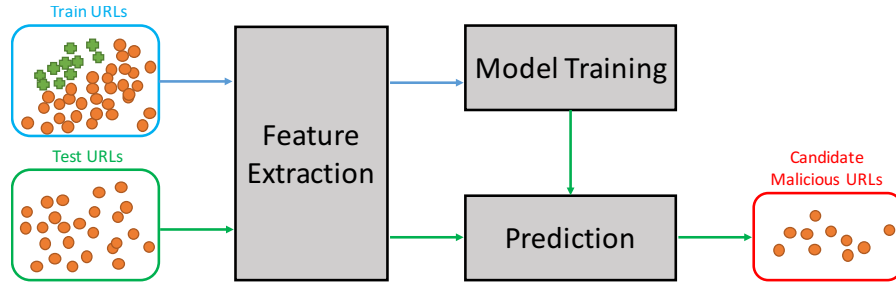 Train URLs
Model Training
Feature
Extraction
Test URLs
Candidate
Malicious URLs
Prediction